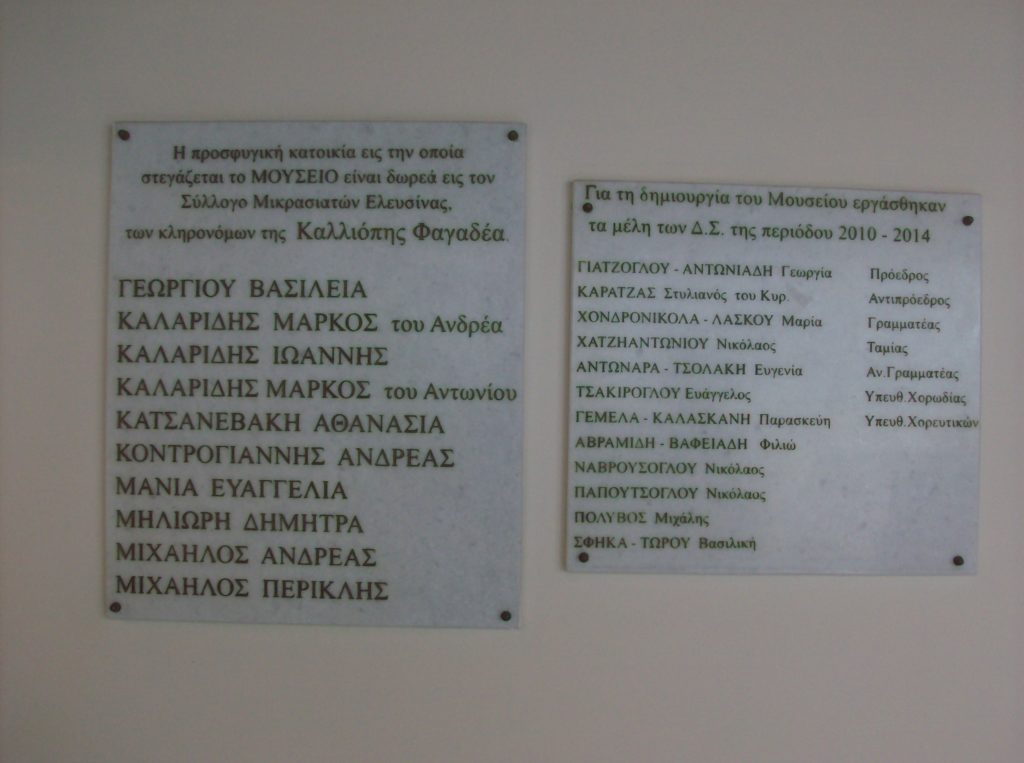 Η προσφυγική κατοικία εις την οποία
στεγάζεται το ΜΟΥΣΕΙΟ είναι δωρεά εις τον
Σύλλογο Μικρασιατών Ελευσίνας,
των κληρονόμων της Καλλιόπης Φαγαδέα.
ΓΕΩΡΓΙΟΥ ΒΑΣΙΛΕΙΑ
ΚΑΛΑΡΙΔΗΣ ΜΑΡΚΟΣ του Ανδρέα
ΚΑΛΑΡΙΔΗΣ ΙΩΑΝΝΗΣ
ΚΑΛΑΡΙΔΗΣ ΜΑΡΚΟΣ του Αντωνίου
ΚΑΤΣΑΝΕΒΑΚΗ ΑΘΑΝΑΣΙΑ
ΚΟΝΤΡΟΓΙΑΝΝΗΣ ΑΝΔΡΕΑΣ
ΜΑΝΙΑ ΕΥΑΓΓΕΛΙΑ
ΜΗΛΙΩΡΗ ΔΗΜΗΤΡΑ
ΜΙΧΑΗΛΟΣ ΑΝΔΡΕΑΣ
ΜΙΧΑΗΛΟΣ ΠΕΡΙΚΛΗΣ
Για τη δημιουργία του Μουσείου εργάσθηκαν
τα μέλη των Δ.Σ. της περιόδου 2010 - 2014
ΓΙΑΤΖΟΓΛΟΥ - ΑΝΤΩΝΙΑΔΗ Γεωργία Πρόεδρος
ΚΑΡΑΤΖΑΣ Στυλιανός του Κυρ. Αντιπρόεδρος
ΧΟΝΔΡΟΝΙΚΟΛΑ - ΛΑΣΚΟΥ Μαρία Γραμματέας
ΧΑΤΖΗΑΝΤΩΝΙΟΥ Νικόλαος Ταμίας
ΑΝΤΩΝΑΡΑ - ΤΣΟΛΑΚΗ Ευγενία Αν.Γραμματέας
ΤΣΑΚΙΡΟΓΛΟΥ Ευάγγελος Υπευθ.Χορωδίας
ΓΕΜΕΛΑ - ΚΑΛΑΣΚΑΝΗ Παρασκεύη Υπευθ.Χορευτικών
ΑΒΡΑΜΙΔΗ - ΒΑΦΕΙΑΔΗ Φιλιώ
ΝΑΒΡΟΥΣΟΓΛΟΥ Νικόλαος
ΠΑΠΟΥΤΣΟΓΛΟΥ Νικόλαος
ΠΟΛΥΒΟΣ Μιχάλης
ΣΦΗΚΑ - ΤΩΡΟΥ Βασιλική